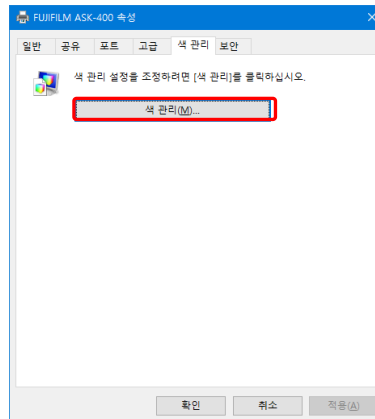 FUJIFILM ASK-400 속성
일반 공유 포트 고급 색 관리 보안
색 관리 설정을 조정하려면 [색 관리]를 클릭하십시오.
색 관리(M)...
확인 취소 적용(A)